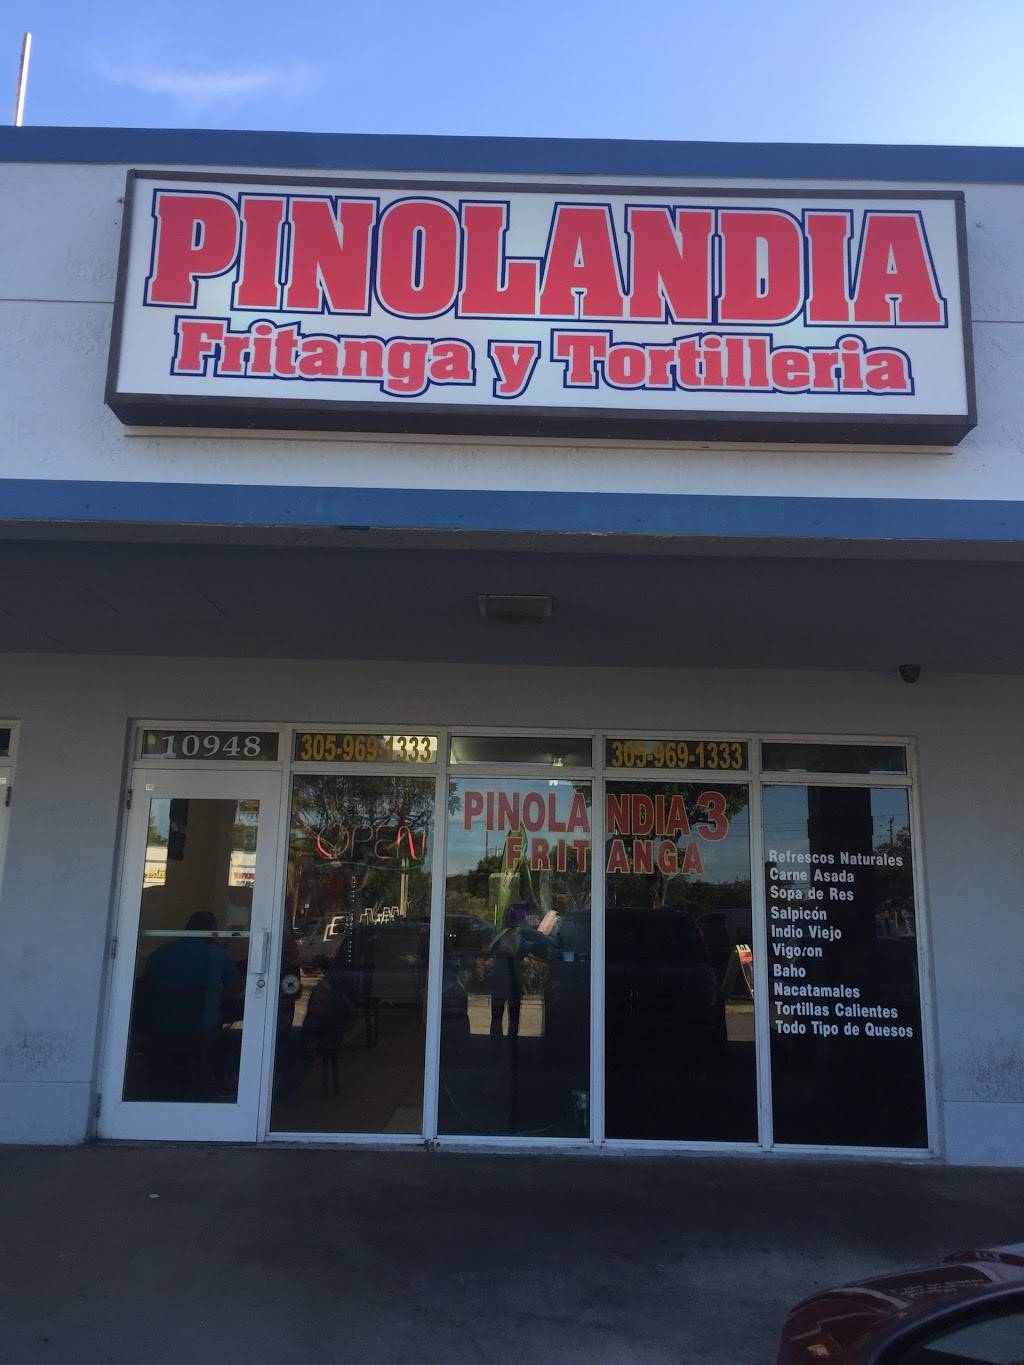 PINOLANDIA
Fritanga y Tortilleria
10948
305-969-1333
305-969-1333
OPEN
PINOLANDIA 3
FRITANGA
Refrescos Naturales
Carne Asada
Sopa de Res
Salpicón
Indio Viejo
Vigoron
Baho
Nacatamales
Tortillas Calientes
Todo Tipo de Quesos